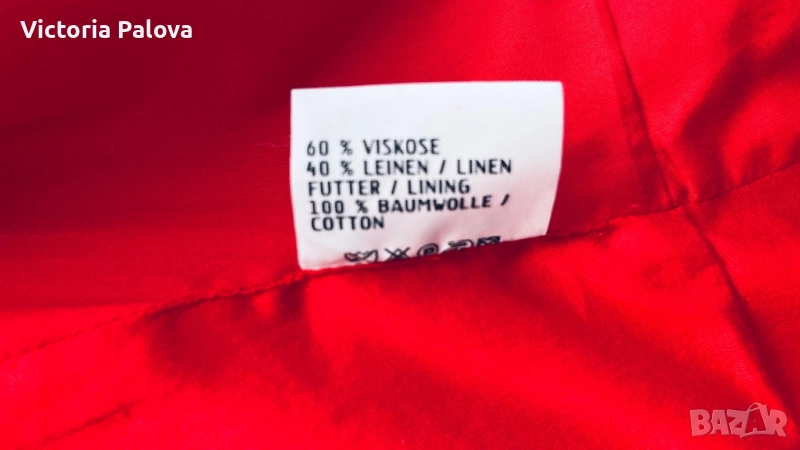 Victoria Palova
60 % VISKOSE
40 % LEINEN / LINEN
FUTTER / LINING
100 % BAUMWOLLE /
COTTON
BAZAR